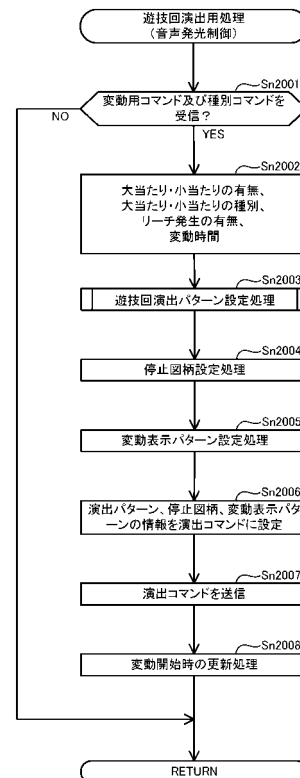 遊技回演出用処理
(音声発光制御)
Sn2001
変動用コマンド及び種別コマンドを
受信?
NO
YES
Sn2002
大当たり・小当たりの有無、
大当たり・小当たりの種別、
リーチ発生の有無、
変動時間
Sn2003
遊技回演出パターン設定処理
Sn2004
停止図柄設定処理
Sn2005
変動表示パターン設定処理
Sn2006
演出パターン、停止図柄、変動表示パタ
ーンの情報を演出コマンドに設定
Sn2007
演出コマンドを送信
Sn2008
変動開始時の更新処理
RETURN